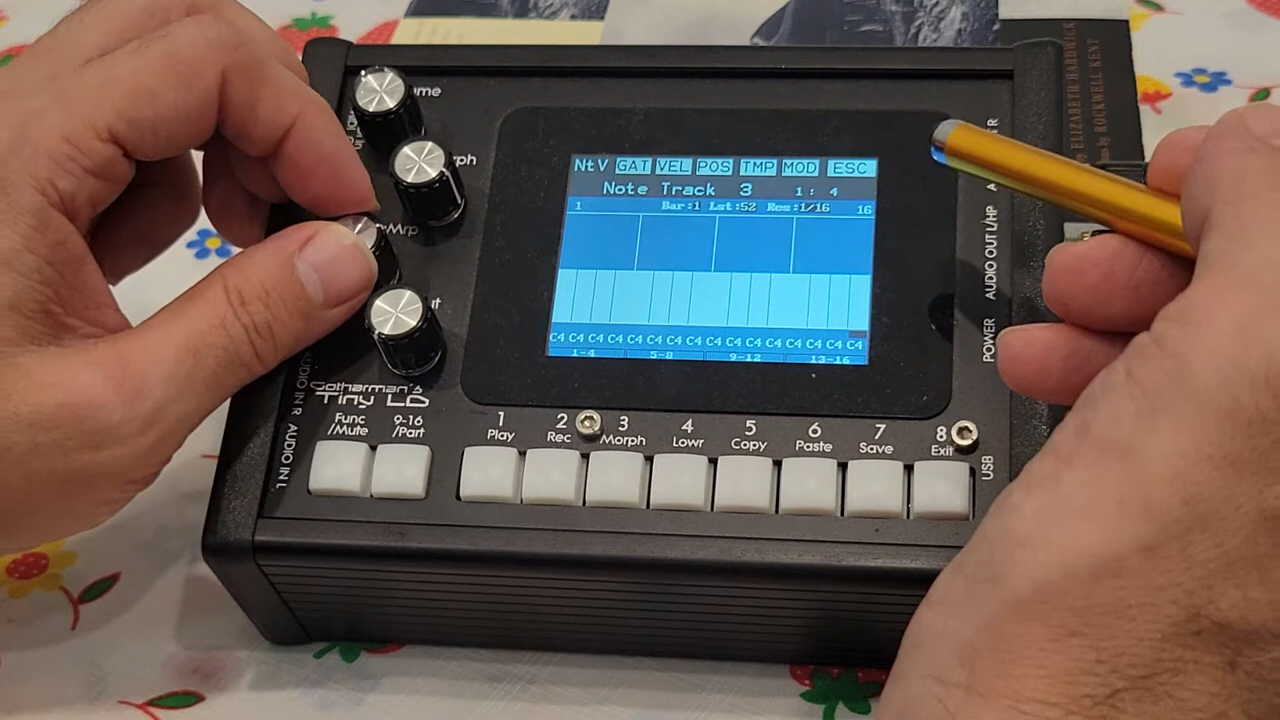 ELIZABETH HARDWICK
ROCKWELL KENT
NtV GAT VEL POS TMP MOD ESC
Note Track 3 1: 4
1 Bar:1 Lst:52 Res:1/16 16
C4 C4 C4 C4 C4 C4 C4 C4 C4 C4 C4 C4 C4 C4 C4 C4
1-4 5-8 9-12 13-16
AUDIO OUT L/HP
POWER
USB
AUDIO IN R
AUDIO IN L
Gotharman's
Tiny LD
Func
/Mute
9-16
/Part
1
Play
2
Rec
3
Morph
4
Lowr
5
Copy
6
Paste
7
Save
8
Exit